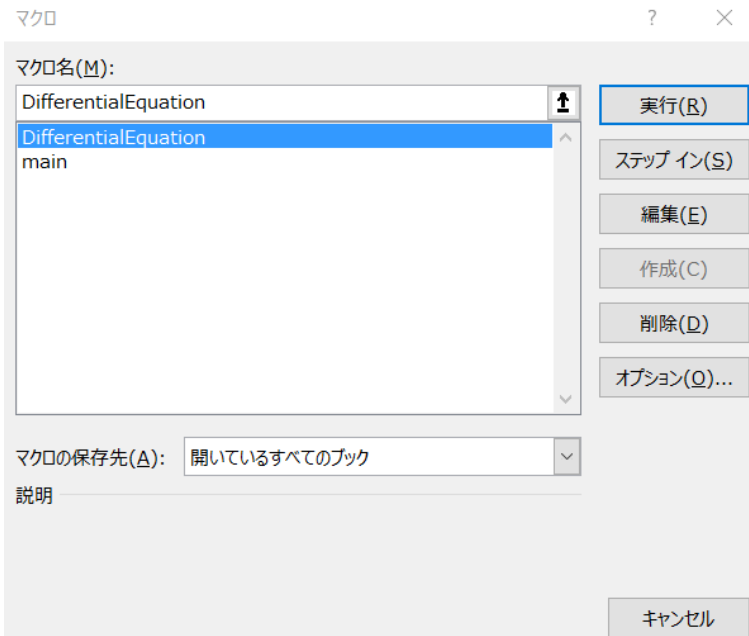 マクロ ? ×
マクロ名(M):
DifferentialEquation
実行(R)
DifferentialEquation
main
ステップ イン(S)
編集(E)
作成(C)
削除(D)
オプション(O)...
マクロの保存先(A): 開いているすべてのブック
説明
キャンセル